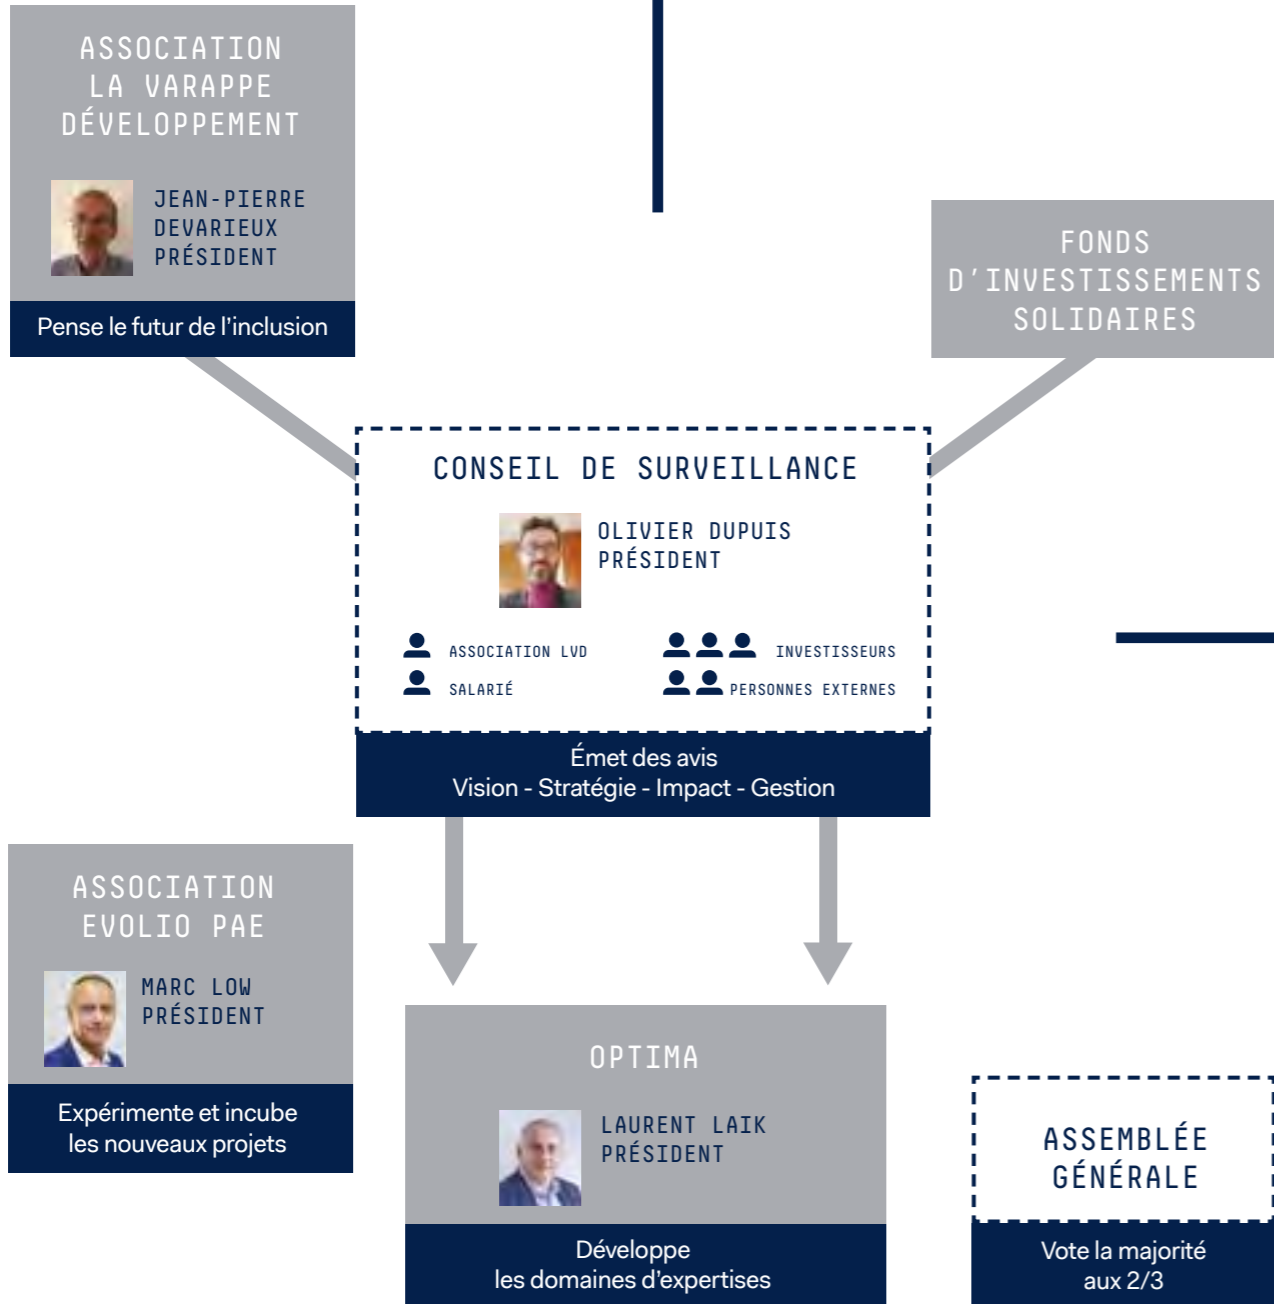 ASSOCIATION
LA VARAPPE
DÉVELOPPEMENT
JEAN-PIERRE
DEVARIEUX
PRÉSIDENT
Pense le futur de l’inclusion
FONDS
D’INVESTISSEMENTS
SOLIDAIRES
CONSEIL DE SURVEILLANCE
OLIVIER DUPUIS
PRÉSIDENT
ASSOCIATION LVD
INVESTISSEURS
SALARIÉ
PERSONNES EXTERNES
Émet des avis
Vision - Stratégie - Impact - Gestion
ASSOCIATION
EVOLIO PAE
MARC LOW
PRÉSIDENT
Expérimente et incube
les nouveaux projets
OPTIMA
LAURENT LAIK
PRÉSIDENT
Développe
les domaines d’expertises
ASSEMBLÉE
GÉNÉRALE
Vote la majorité
aux 2/3